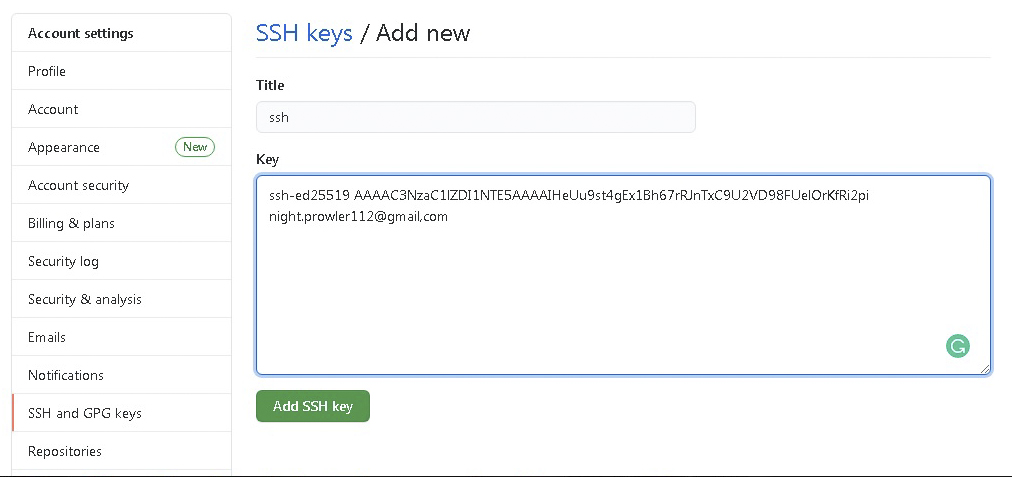 Account settings
Profile
Account
Appearance New
Account security
Billing & plans
Security log
Security & analysis
Emails
Notifications
SSH and GPG keys
Repositories
SSH keys / Add new
Title
ssh
Key
ssh-ed25519 AAAAC3NzaC1lZDI1NTE5AAAAIHeUu9st4gEx1Bh67rRJnTxC9U2VD98FUelOrKfRi2pi
night.prowler112@gmail,com
Add SSH key